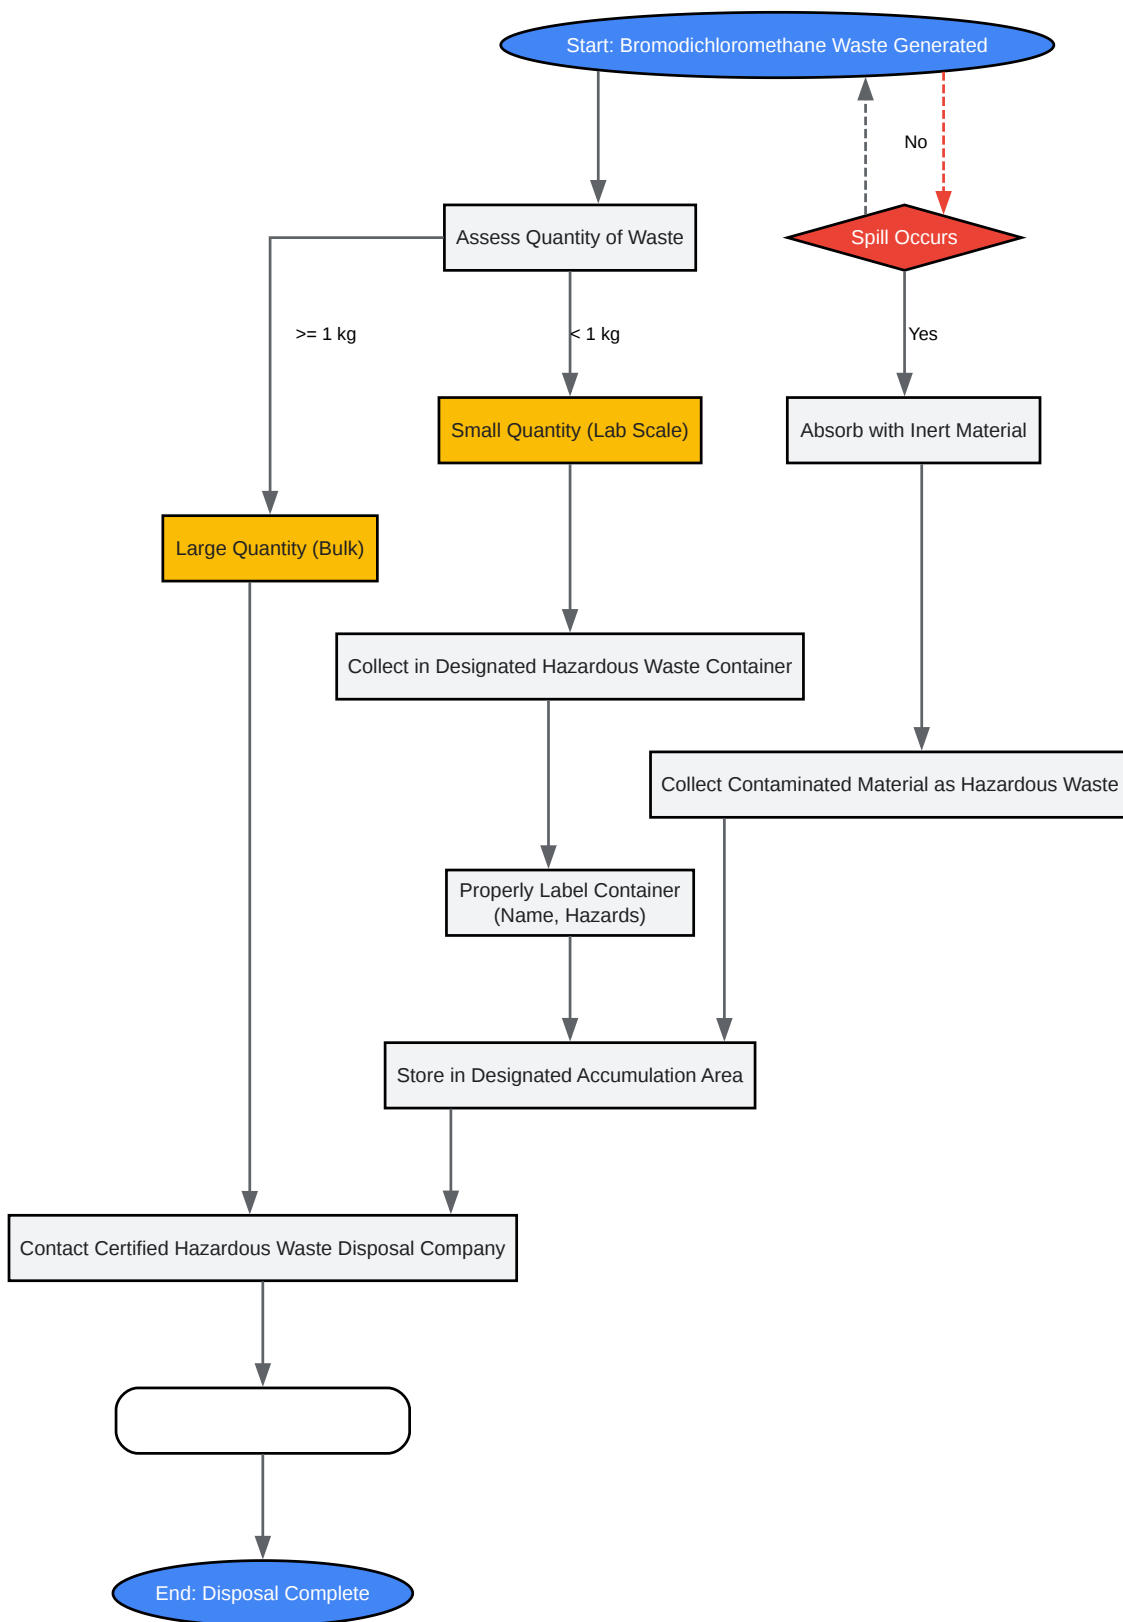 Start: Bromodichloromethane Waste Generated
No
Assess Quantity of Waste
Spill Occurs
>= 1 kg
< 1 kg
Yes
Small Quantity (Lab Scale)
Absorb with Inert Material
Large Quantity (Bulk)
Collect in Designated Hazardous Waste Container
Collect Contaminated Material as Hazardous Waste
Properly Label Container
(Name, Hazards)
Store in Designated Accumulation Area
Contact Certified Hazardous Waste Disposal Company
End: Disposal Complete